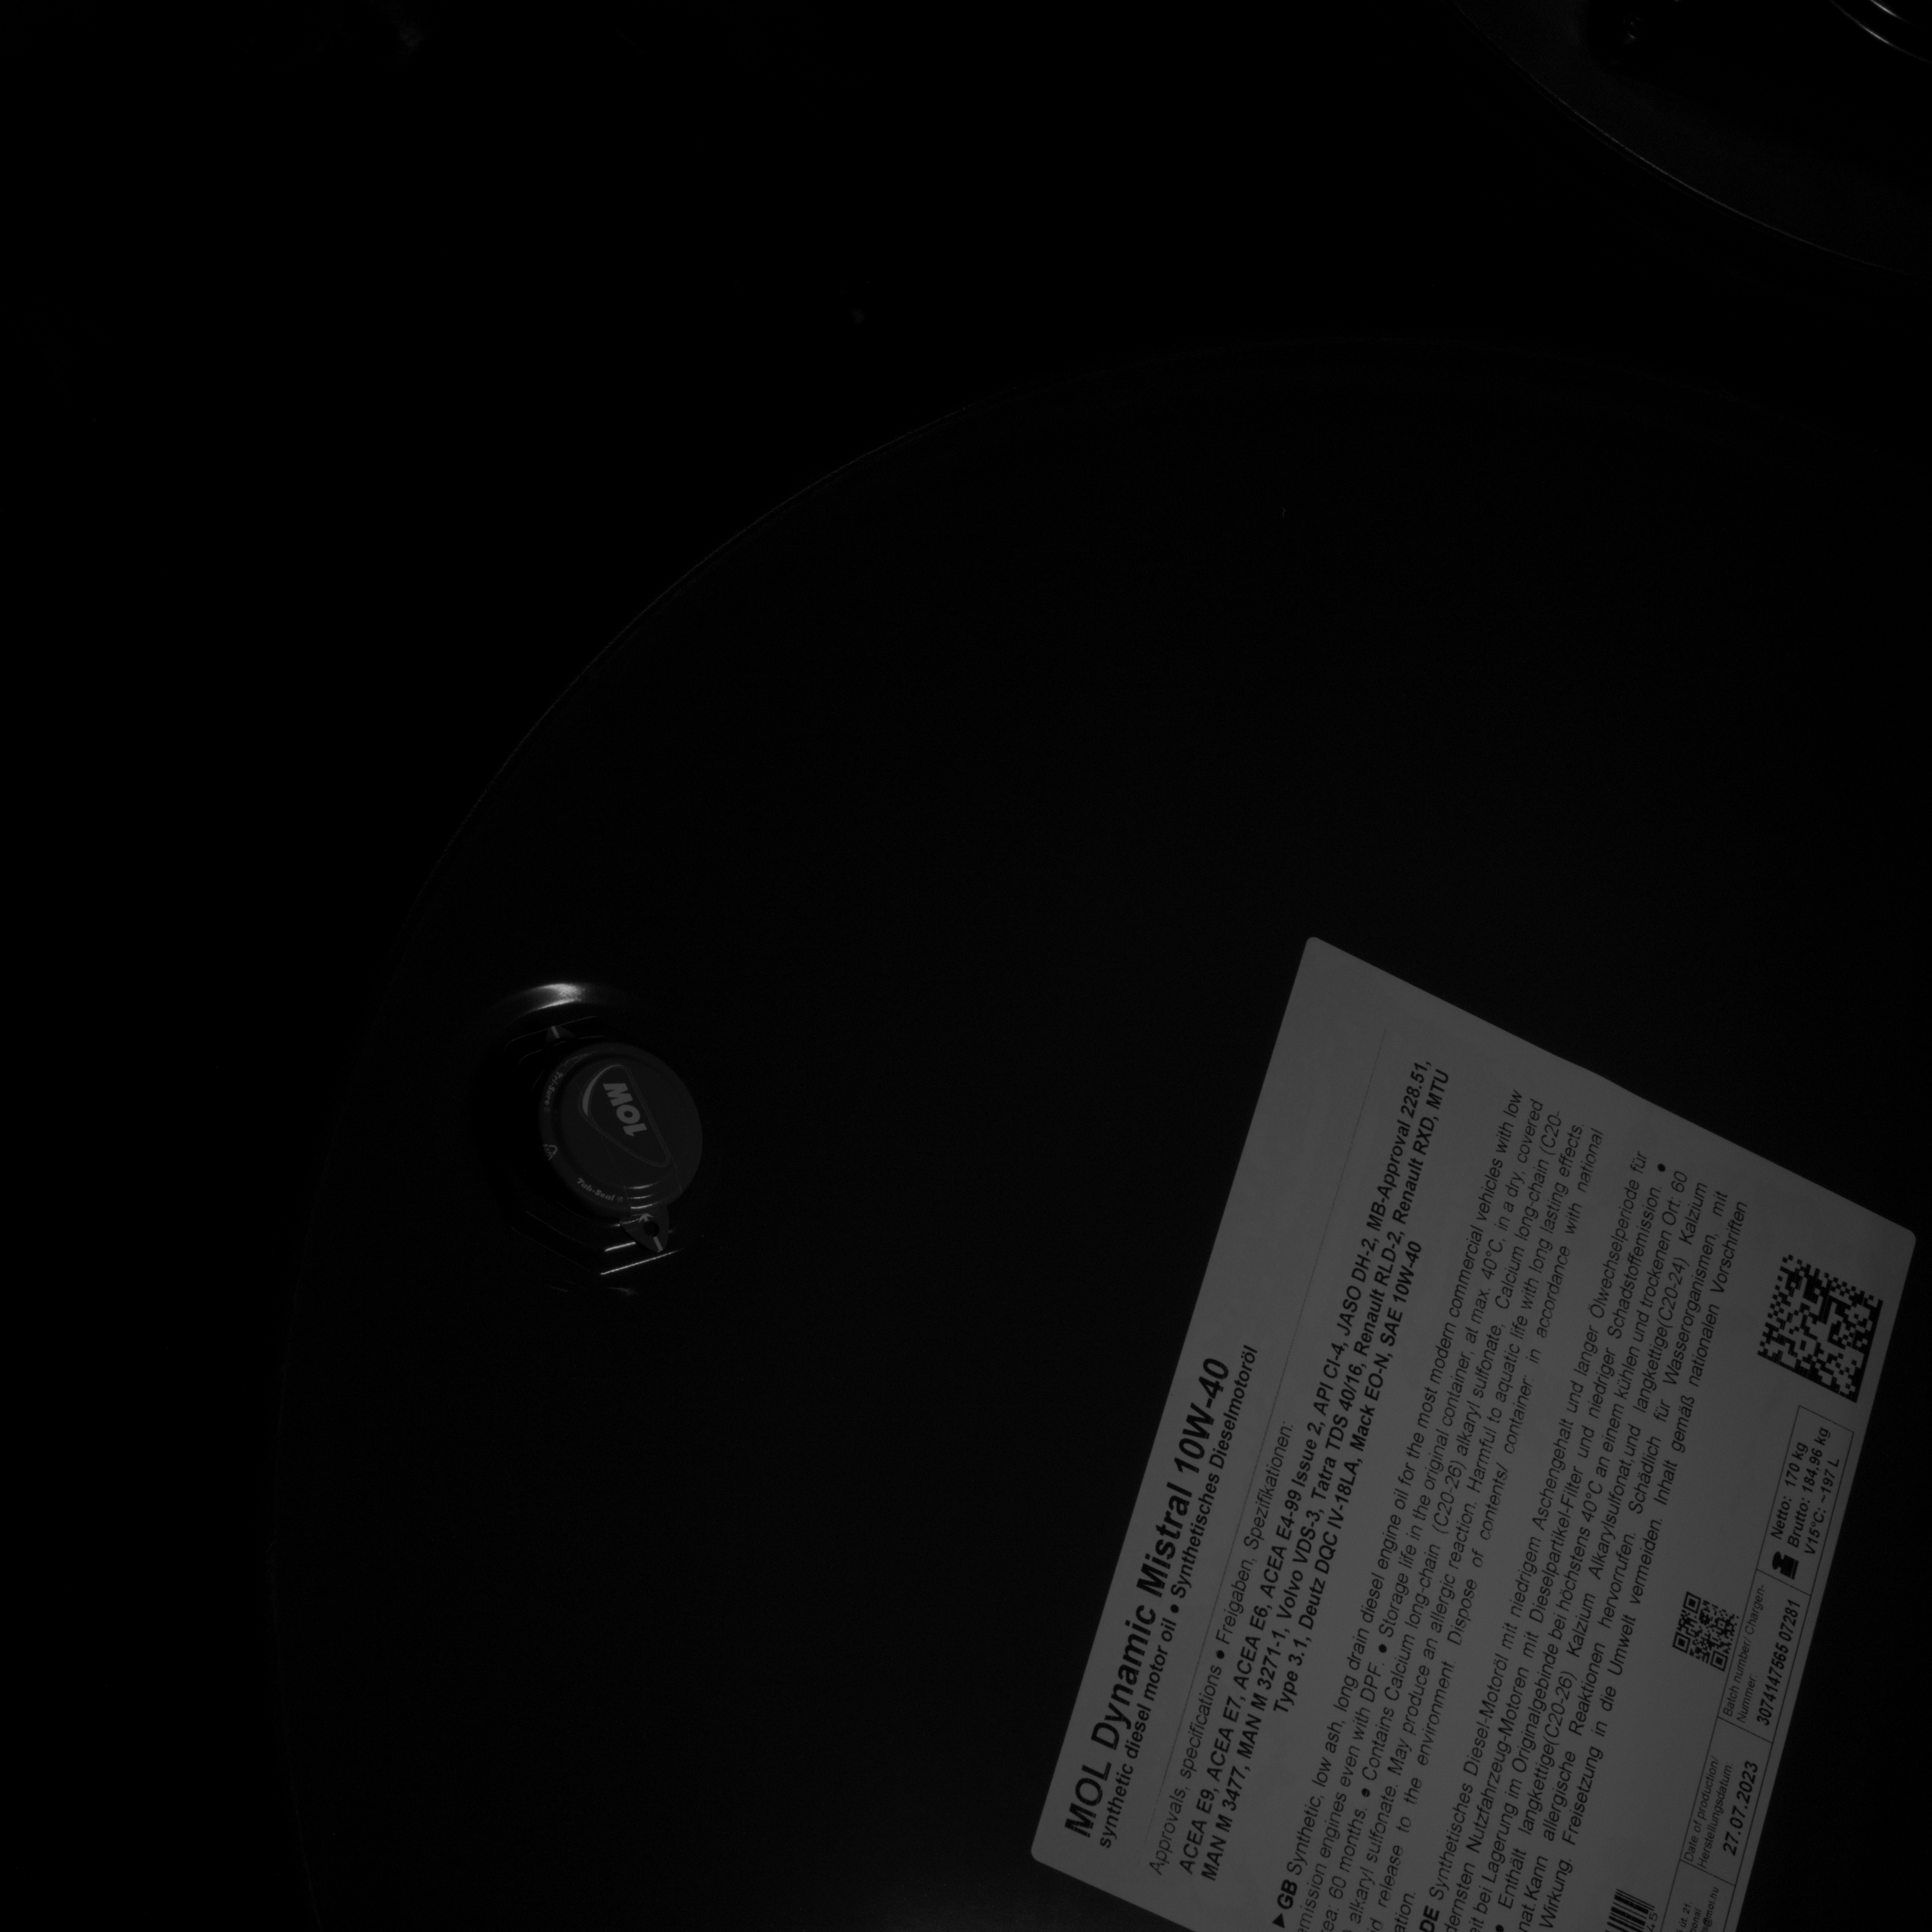 MOL
Tri-Sure
Tab-Seal ®
MOL Dynamic Mistral 10W-40
synthetic diesel motor oil ● Synthetisches Dieselmotoröl
Approvals, specifications ● Freigaben, Spezifikationen:
ACEA E9, ACEA E7, ACEA E6, ACEA E4-99 Issue 2, API CI-4, JASO DH-2, MB-Approval 228.51,
MAN M 3477, MAN M 3271-1, Volvo VDS-3, Tatra TDS 40/16, Renault RLD-2, Renault RXD, MTU
Type 3.1, Deutz DQC IV-18LA, Mack EO-N, SAE 10W-40
►GB Synthetic, low ash, long drain diesel engine oil for the most modern commercial vehicles with low
mission engines even with DPF. ● Storage life in the original container, at max. 40°C, in a dry, covered
ea: 60 months. ● Contains Calcium long-chain (C20-26) alkaryl sulfonate, Calcium long-chain (C20-
alkaryl sulfonate. May produce an allergic reaction. Harmful to aquatic life with long lasting effects.
d release to the environment. Dispose of contents/ container: in accordance with national
ation.
DE Synthetisches Diesel-Motoröl mit niedrigem Aschengehalt und langer Ölwechselperiode für
dernsten Nutzfahrzeug-Motoren mit Dieselpartikel-Filter und niedriger Schadstoffemission. ●
eit bei Lagerung im Originalgebinde bei höchstens 40°C an einem kühlen und trockenen Ort: 60
● Enthält langkettige(C20-26) Kalzium Alkarylsulfonat,und langkettige(C20-24) Kalzium
nat.Kann allergische Reaktionen hervorrufen. Schädlich für Wasserorganismen, mit
Wirkung. Freisetzung in die Umwelt vermeiden. Inhalt gemäß nationalen Vorschriften
Date of production/
Herstellungsdatum:
27.07.2023
Batch number/ Chargen-
Nummer:
3074147565 07281
Netto: 170 kg
Brutto: 184.96 kg
V15°C: ~197 L